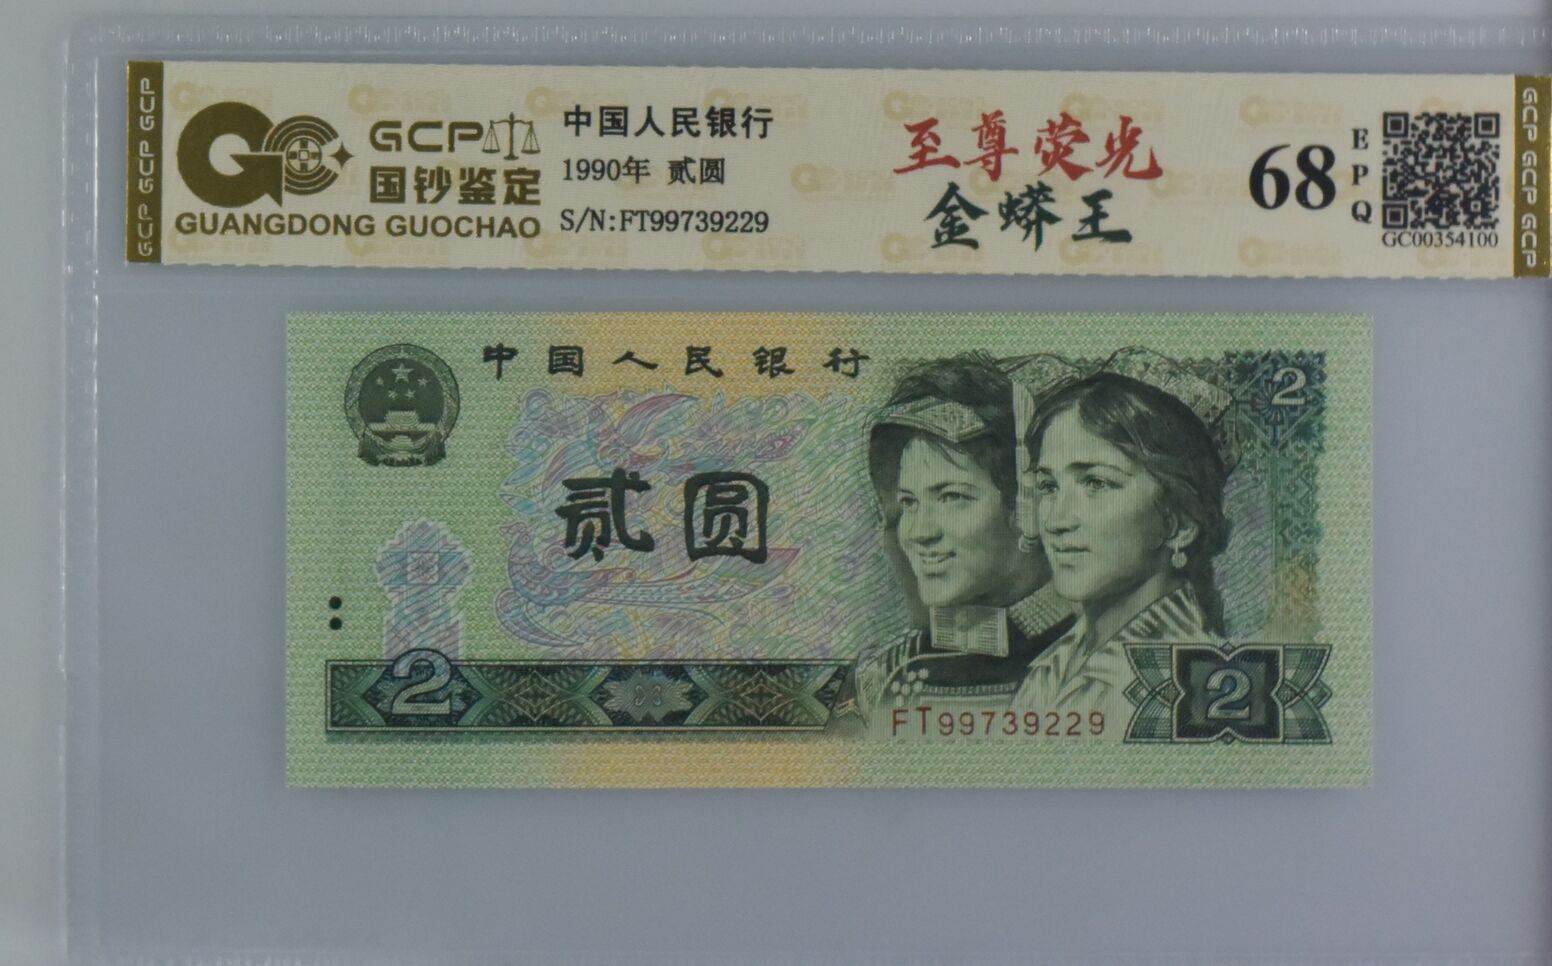 GCP GCP GCP
GCP
国钞鉴定
GUANGDONG GUOCHAO
中国人民银行
1990年 贰圆
S/N:FT99739229
至尊荧光
金蟒王
68
EPQ
GC00354100
GCP GCP GCP
中国人民银行
2
贰圆
2
FT99739229
2